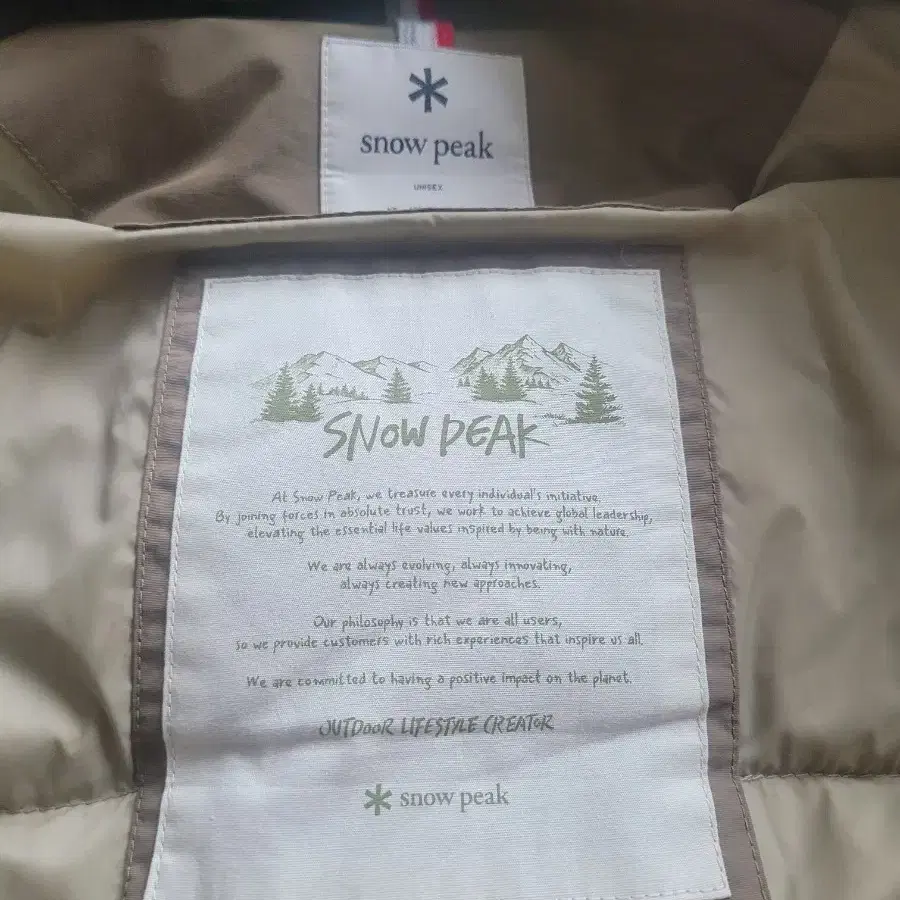 snow peak
UNISEX
SNOW PEAK
At Snow Peak, we treasure every individual's initiative.
By joining forces in absolute trust, we work to achieve global leadership,
elevating the essential life values inspired by being with nature.
We are always evolving, always innovating,
always creating new approaches.
Our philosophy is that we are all users,
so we provide customers with rich experiences that inspire us all.
We are committed to having a positive impact on the planet.
OUTDOOR LIFESTYLE CREATOR
snow peak